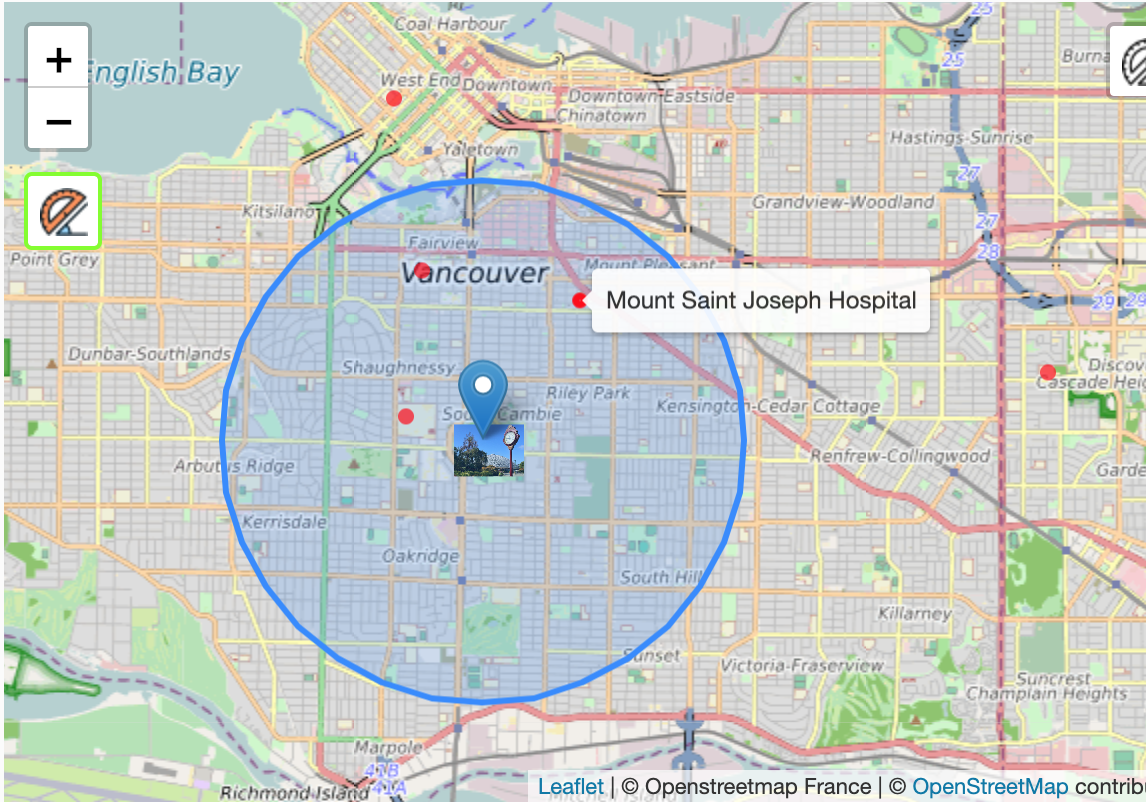 25
Coal Harbour
+
English Bay
25
Burna
West End
Downtown
Downtown-Eastside
Chinatown
−
Hastings-Sunrise
Yaletown
27
Grandview-Woodland
Kitsilano
27
Fairview
28
Point Grey
Mount Pleasant
Vancouver
Mount Saint Joseph Hospital
29
29
Dunbar-Southlands
Shaughnessy
Discov
Cascade Heig
Riley Park
Kensington-Cedar Cottage
South Cambie
Renfrew-Collingwood
Arbutus Ridge
Garde
Kerrisdale
Oakridge
South Hill
Killarney
Sunset
Victoria-Fraserview
Suncrest
Champlain Heights
Marpole
41B
41A
Richmond Island
Leaflet | © Openstreetmap France | © OpenStreetMap contrib